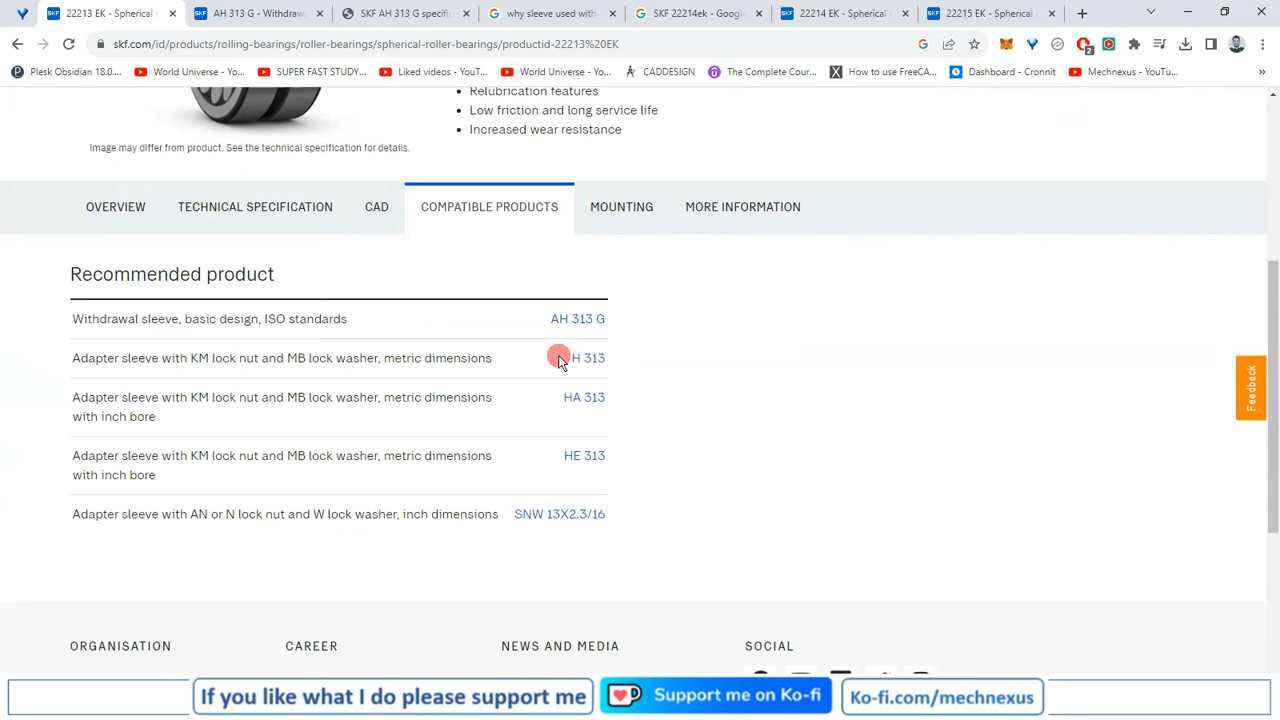 22213 EK - Spherical r
AH 313 G - Withdrawa
SKF AH 313 G specific
why sleeve used with
SKF 22214ek - Google
22214 EK - Spherical r
22215 EK - Spherical r
skf.com/id/products/rolling-bearings/roller-bearings/spherical-roller-bearings/productid-22213%20EK
2
Plesk Obsidian 18.0....
World Universe - Yo...
SUPER FAST STUDY...
Liked videos - YouT...
World Universe - Yo...
CADDESIGN
The Complete Cour...
How to use FreeCA...
Dashboard - Cronnit
Mechnexus - YouTu...
»
• Relubrication features
• Low friction and long service life
• Increased wear resistance
Image may differ from product. See the technical specification for details.
OVERVIEW
TECHNICAL SPECIFICATION
CAD
COMPATIBLE PRODUCTS
MOUNTING
MORE INFORMATION
Recommended product
Withdrawal sleeve, basic design, ISO standards AH 313 G
Adapter sleeve with KM lock nut and MB lock washer, metric dimensions H 313
Adapter sleeve with KM lock nut and MB lock washer, metric dimensions HA 313
with inch bore
Adapter sleeve with KM lock nut and MB lock washer, metric dimensions HE 313
with inch bore
Adapter sleeve with AN or N lock nut and W lock washer, inch dimensions SNW 13X2.3/16
Feedback
ORGANISATION
CAREER
NEWS AND MEDIA
SOCIAL
If you like what I do please support me
Support me on Ko-fi
Ko-fi.com/mechnexus